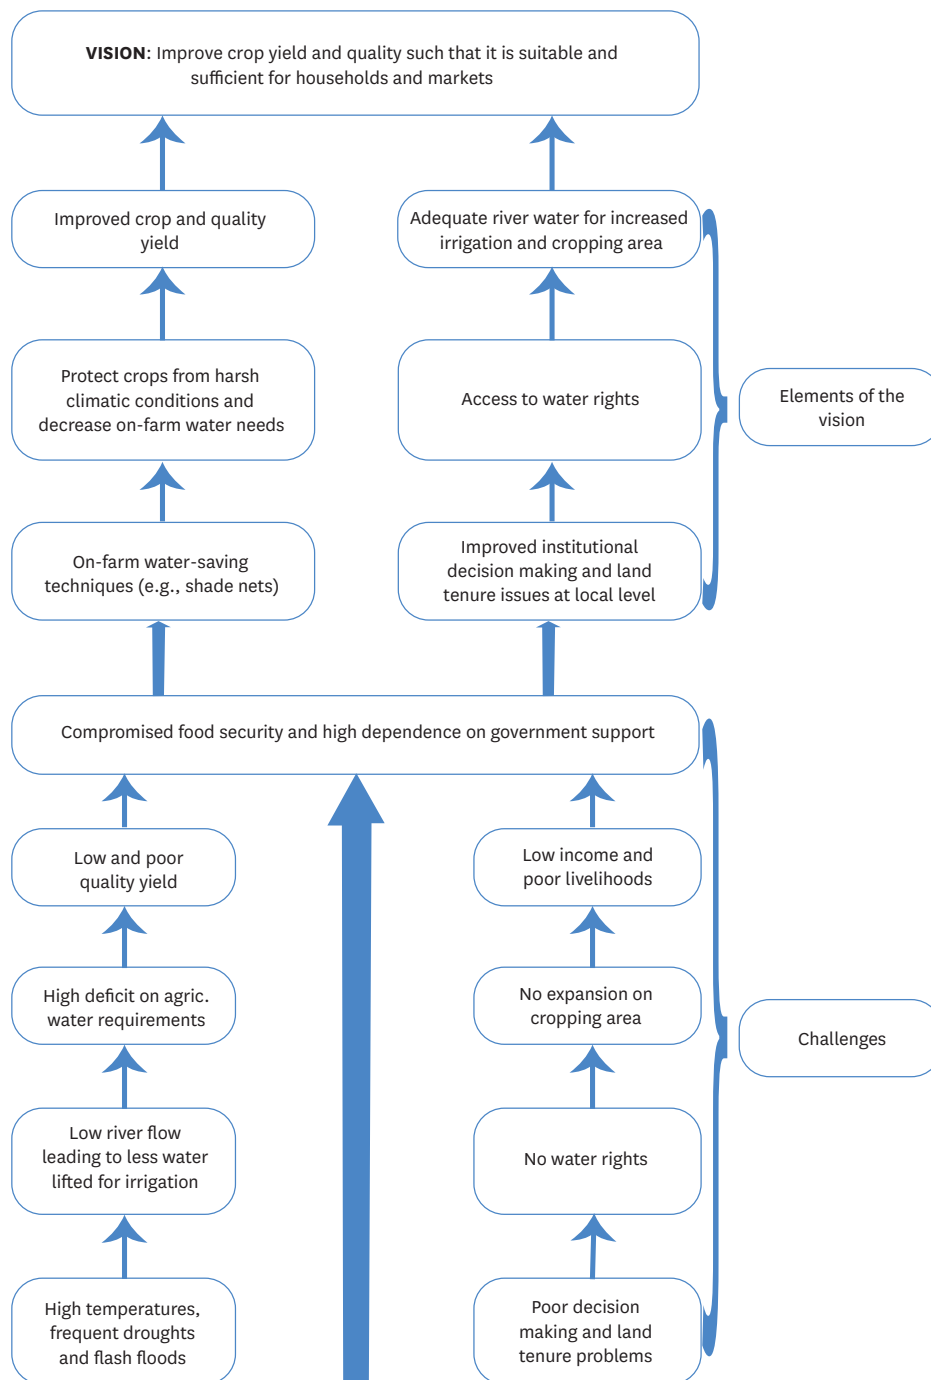 VISION: Improve crop yield and quality such that it is suitable and
sufficient for households and markets
Improved crop and quality
yield
Adequate river water for increased
irrigation and cropping area
Protect crops from harsh
climatic conditions and
decrease on-farm water needs
Access to water rights
Elements of the
vision
On-farm water-saving
techniques (e.g., shade nets)
Improved institutional
decision making and land
tenure issues at local level
Compromised food security and high dependence on government support
Low and poor
quality yield
Low income and
poor livelihoods
High deficit on agric.
water requirements
No expansion on
cropping area
Challenges
Low river flow
leading to less water
lifted for irrigation
No water rights
High temperatures,
frequent droughts
and flash floods
Poor decision
making and land
tenure problems